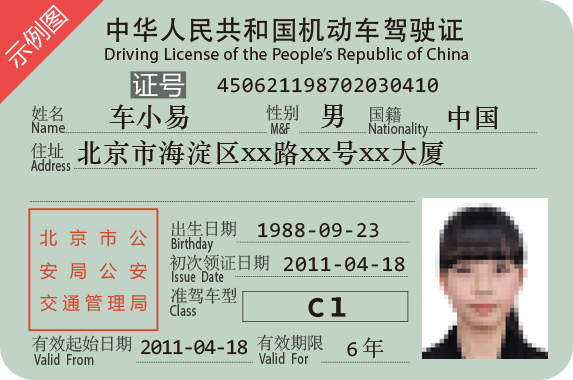 示例图
中华人民共和国机动车驾驶证
Driving License of the People's Republic of China
证号 450621198702030410
姓名 车小易 性别 男 国籍 中国
Name M&F Nationality
住址 北京市海淀区xx路xx号xx大厦
Address
北京市公
安局公安
交通管理局
出生日期 1988-09-23
Birthday
初次领证日期 2011-04-18
Issue Date
准驾车型 C1
Class
有效起始日期 2011-04-18 有效期限 6年
Valid From Valid For